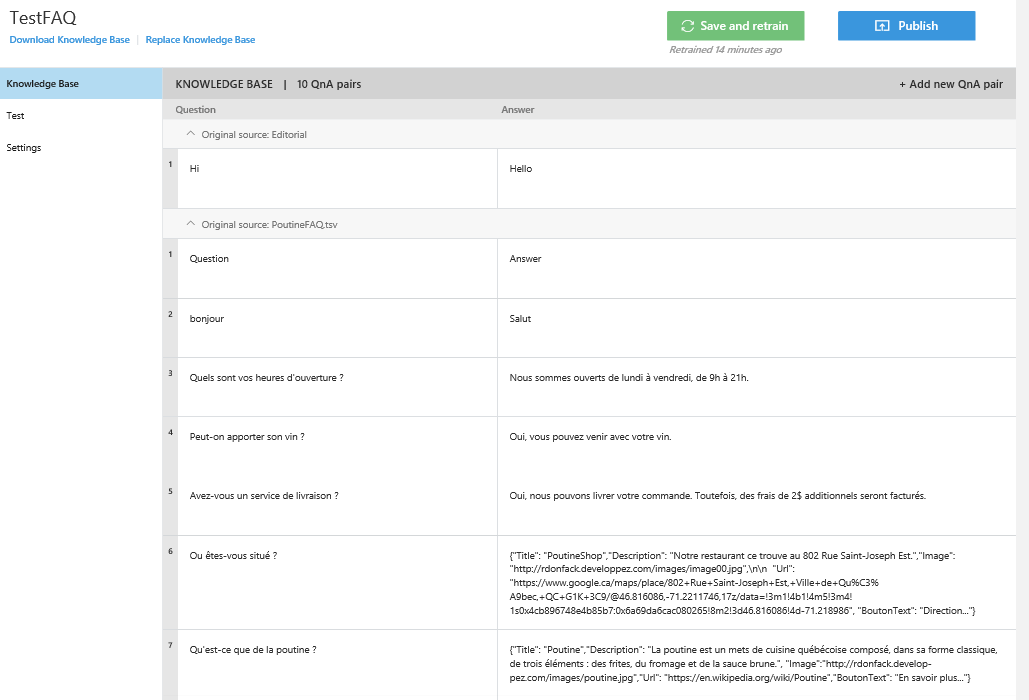 TestFAQ
Download Knowledge Base | Replace Knowledge Base
Save and retrain
Publish
Retrained 14 minutes ago
Knowledge Base
Test
Settings
KNOWLEDGE BASE | 10 QnA pairs
+ Add new QnA pair
Question Answer
Original source: Editorial
1 Hi Hello
Original source: PoutineFAQ.tsv
1 Question Answer
2 bonjour Salut
3 Quels sont vos heures d'ouverture ? Nous sommes ouverts de lundi à vendredi, de 9h à 21h.
4 Peut-on apporter son vin ? Oui, vous pouvez venir avec votre vin.
5 Avez-vous un service de livraison ? Oui, nous pouvons livrer votre commande. Toutefois, des frais de 2$ additionnels seront facturés.
6 Ou êtes-vous situé ? {"Title": "PoutineShop","Description": "Notre restaurant ce trouve au 802 Rue Saint-Joseph Est.","Image":
"http://rdonfack.developpez.com/images/image00.jpg",\n\n "Url":
"https://www.google.ca/maps/place/802+Rue+Saint-Joseph+Est,+Ville+de+Qu%C3%
A9bec,+QC+G1K+3C9/@46.816086,-71.2211746,17z/data=!3m1!4b1!4m5!3m4!
1s0x4cb896748e4b85b7:0x6a69da6cac080265!8m2!3d46.816086!4d-71.218986", "BoutonText": "Direction..."}
7 Qu'est-ce que de la poutine ? {"Title": "Poutine","Description": "La poutine est un mets de cuisine québécoise composé, dans sa forme classique,
de trois éléments : des frites, du fromage et de la sauce brune.", "Image":"http://rdonfack.develop-
pez.com/images/poutine.jpg","Url": "https://en.wikipedia.org/wiki/Poutine","BoutonText": "En savoir plus..."}